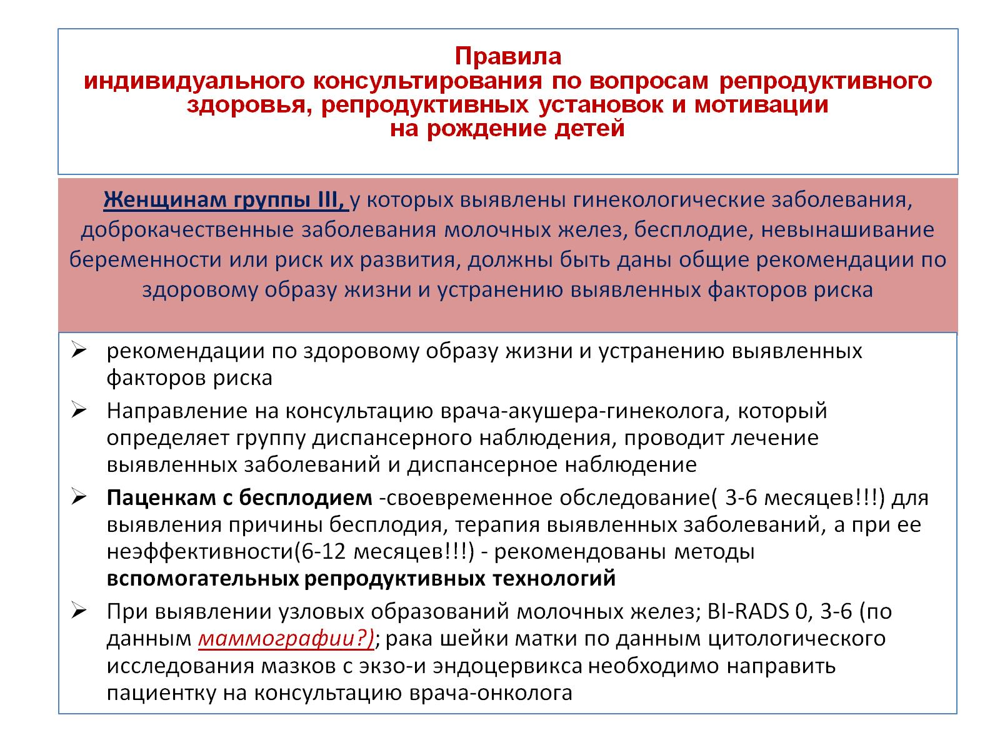 Правила
индивидуального консультирования по вопросам репродуктивного
здоровья, репродуктивных установок и мотивации
на рождение детей
Женщинам группы III, у которых выявлены гинекологические заболевания,
доброкачественные заболевания молочных желез, бесплодие, невынашивание
беременности или риск их развития, должны быть даны общие рекомендации по
здоровому образу жизни и устранению выявленных факторов риска
рекомендации по здоровому образу жизни и устранению выявленных
факторов риска
Направление на консультацию врача-акушера-гинеколога, который
определяет группу диспансерного наблюдения, проводит лечение
выявленных заболеваний и диспансерное наблюдение
Паценкам с бесплодием -своевременное обследование( 3-6 месяцев!!!) для
выявления причины бесплодия, терапия выявленных заболеваний, а при ее
неэффективности(6-12 месяцев!!!) - рекомендованы методы
вспомогательных репродуктивных технологий
При выявлении узловых образований молочных желез; BI-RADS 0, 3-6 (по
данным маммографии?); рака шейки матки по данным цитологического
исследования мазков с экзо-и эндоцервикса необходимо направить
пациентку на консультацию врача-онколога